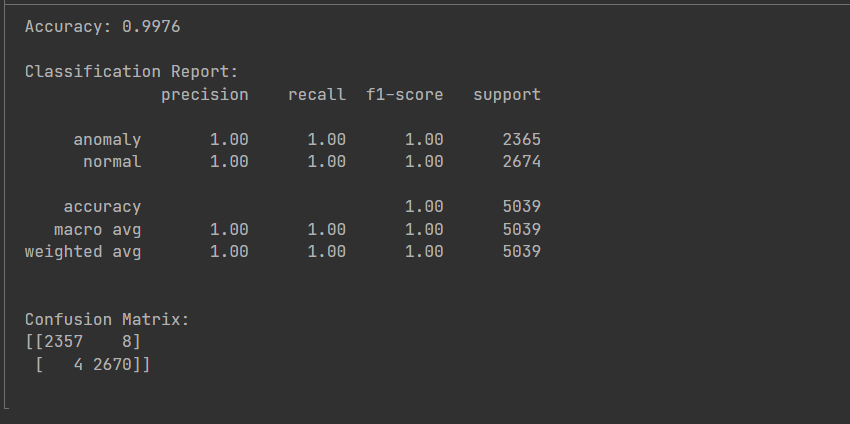 Accuracy: 0.9976
Classification Report:
precision recall f1-score support
anomaly 1.00 1.00 1.00 2365
normal 1.00 1.00 1.00 2674
accuracy 1.00 5039
macro avg 1.00 1.00 1.00 5039
weighted avg 1.00 1.00 1.00 5039
Confusion Matrix:
[[2357 8]
[ 4 2670]]